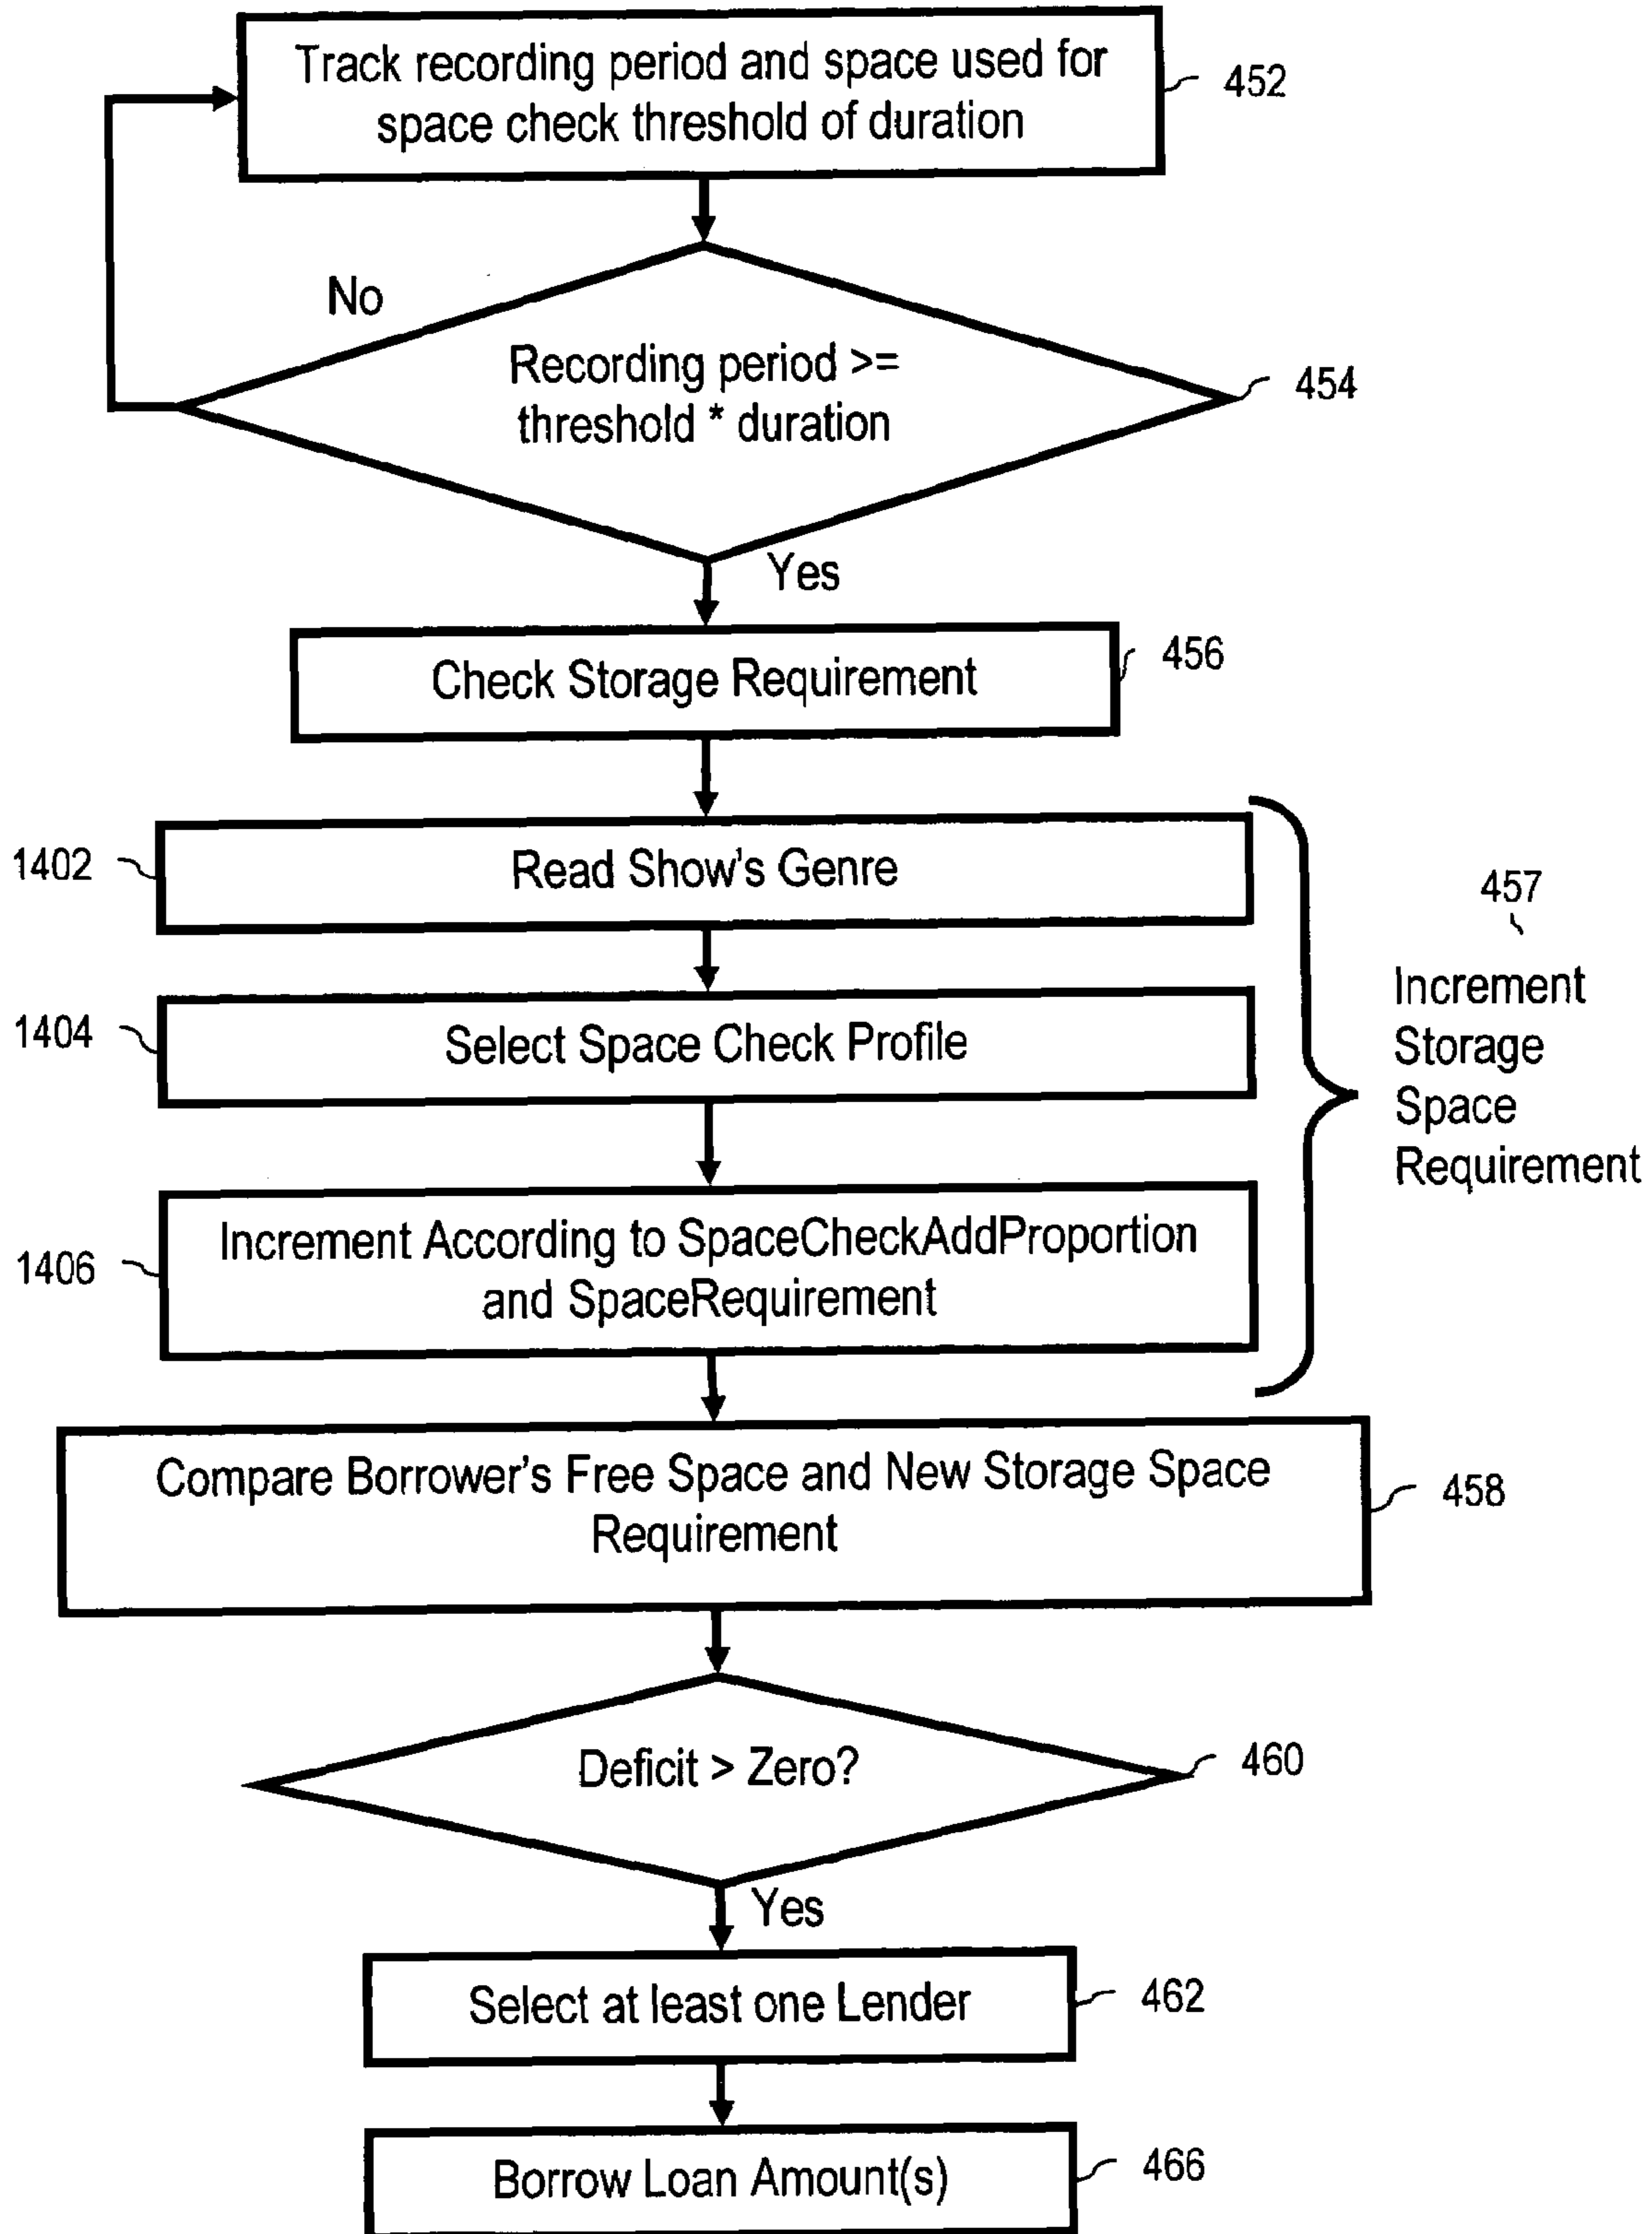 Track recording period and space used for
space check threshold of duration
452
No
Recording period >=
threshold * duration
454
Yes
Check Storage Requirement
456
1402
Read Show's Genre
457
Increment
Storage
Space
Requirement
1404
Select Space Check Profile
1406
Increment According to SpaceCheckAddProportion
and SpaceRequirement
Compare Borrower's Free Space and New Storage Space
Requirement
458
Deficit > Zero?
460
Yes
Select at least one Lender
462
Borrow Loan Amount(s)
466